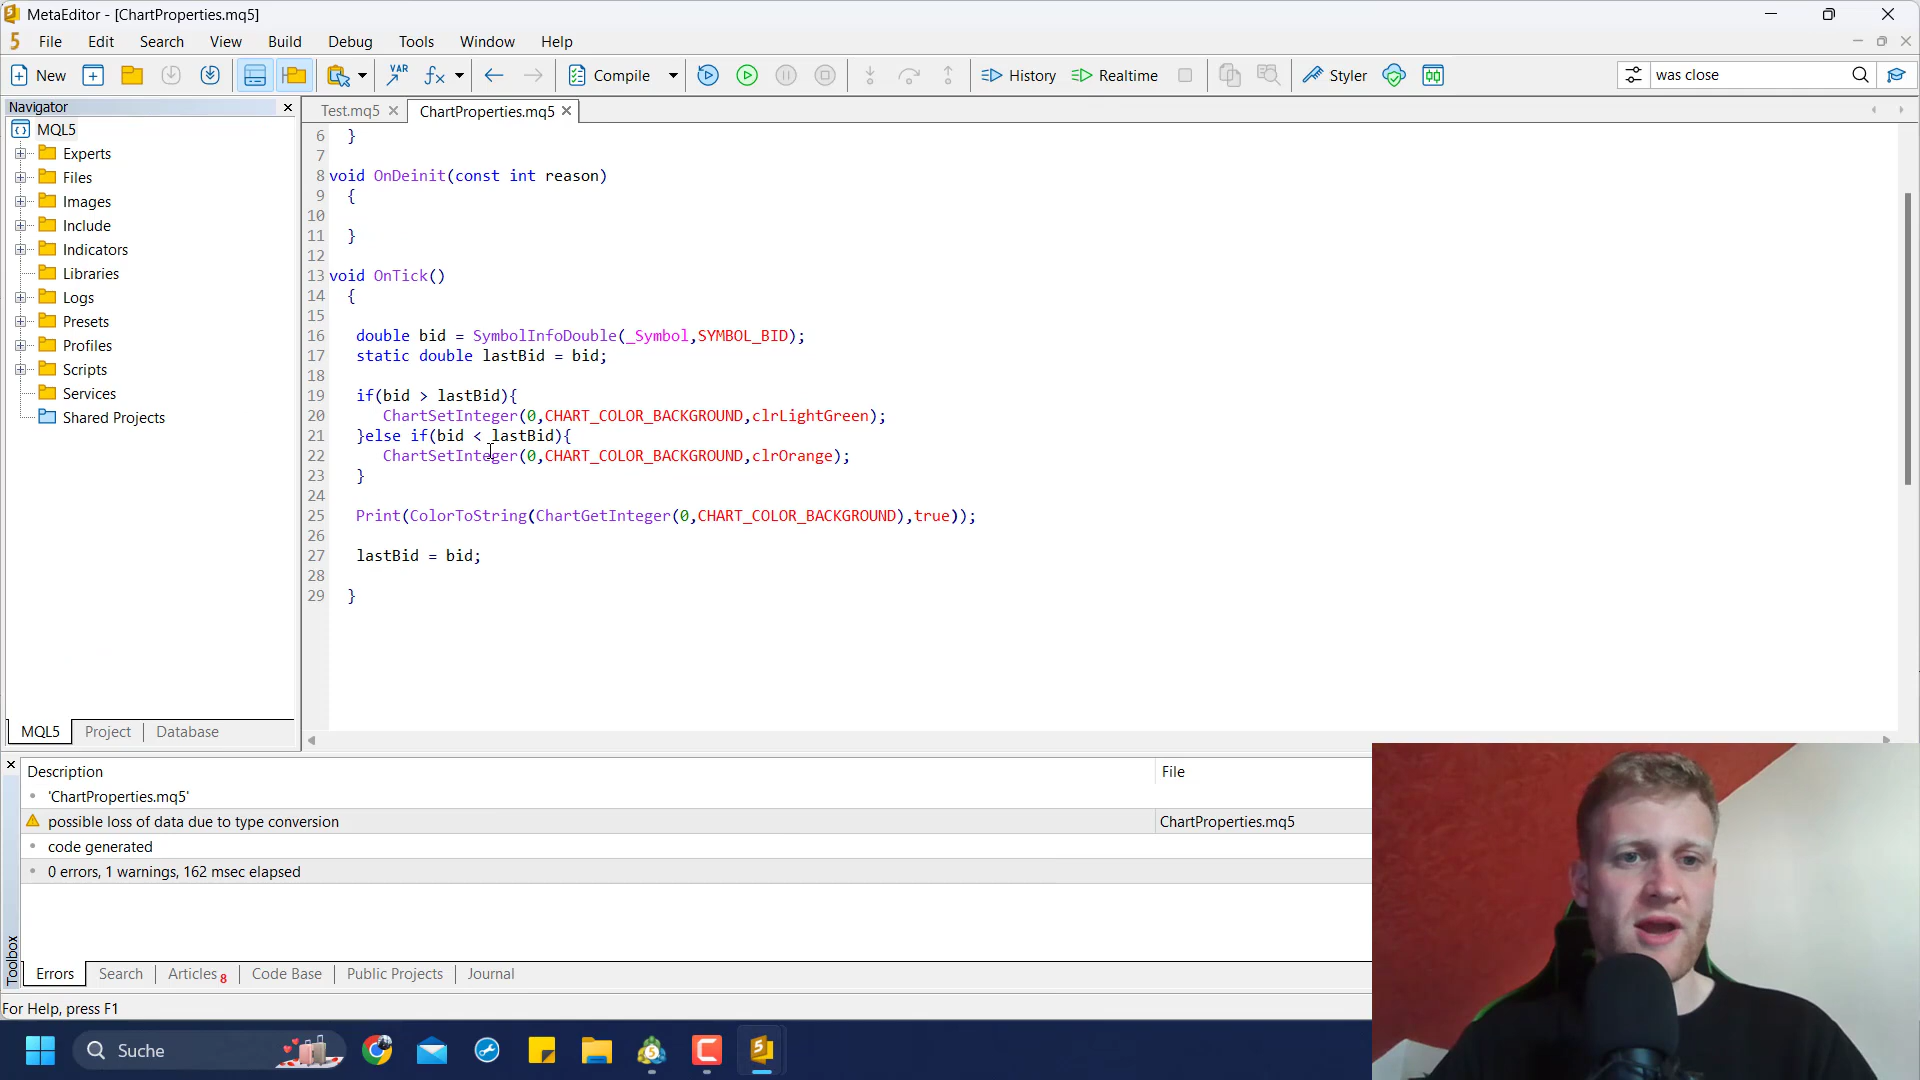 MetaEditor - [ChartProperties.mq5]
File Edit Search View Build Debug Tools Window Help
New VAR Compile History Realtime Styler was close
Navigator
MQL5
Experts
Files
Images
Include
Indicators
Libraries
Logs
Presets
Profiles
Scripts
Services
Shared Projects
MQL5 Project Database
Test.mq5 ChartProperties.mq5
6 }
7
8 void OnDeinit(const int reason)
9 {
10
11 }
12
13 void OnTick()
14 {
15
16 double bid = SymbolInfoDouble(_Symbol,SYMBOL_BID);
17 static double lastBid = bid;
18
19 if(bid > lastBid){
20 ChartSetInteger(0,CHART_COLOR_BACKGROUND,clrLightGreen);
21 }else if(bid < lastBid){
22 ChartSetInteger(0,CHART_COLOR_BACKGROUND,clrOrange);
23 }
24
25 Print(ColorToString(ChartGetInteger(0,CHART_COLOR_BACKGROUND),true));
26
27 lastBid = bid;
28
29 }
Description File
'ChartProperties.mq5'
possible loss of data due to type conversion ChartProperties.mq5
code generated
0 errors, 1 warnings, 162 msec elapsed
Toolbox
Errors Search Articles 8 Code Base Public Projects Journal
For Help, press F1
Suche